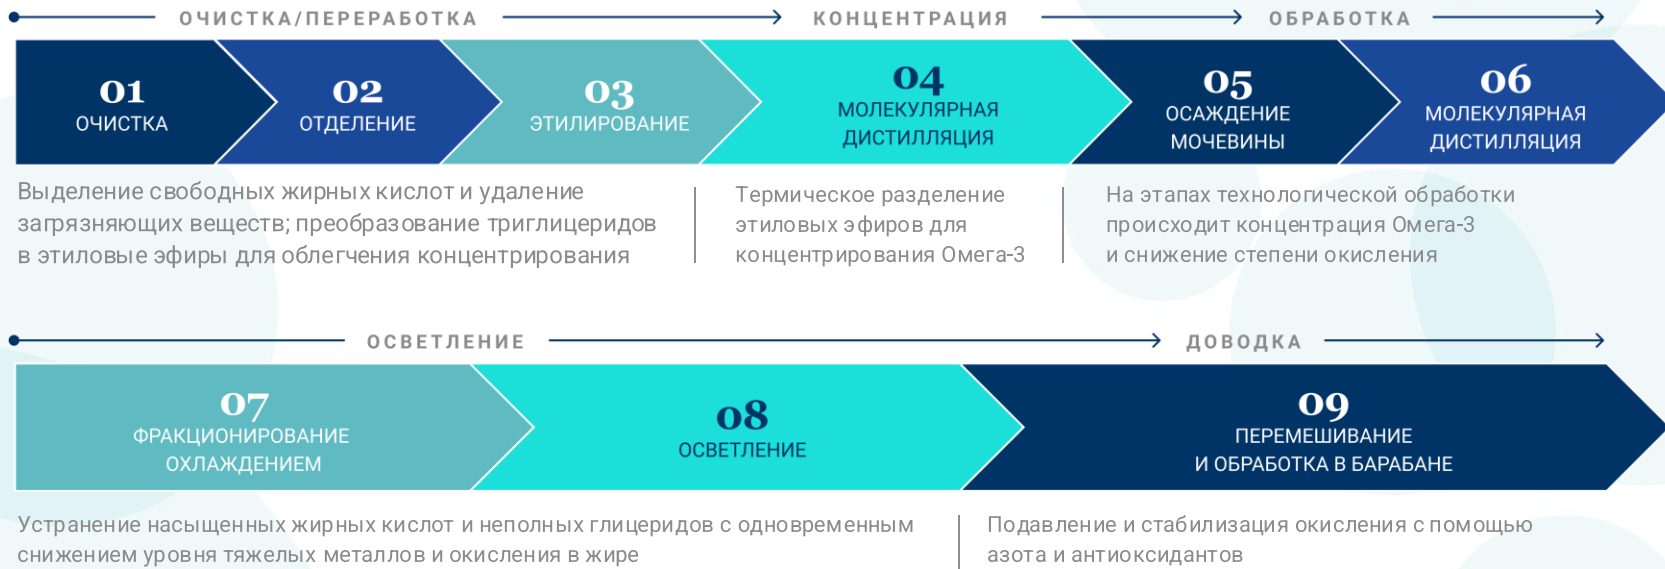 ОЧИСТКА/ПЕРЕРАБОТКА
КОНЦЕНТРАЦИЯ
ОБРАБОТКА
01
ОЧИСТКА
02
ОТДЕЛЕНИЕ
03
ЭТИЛИРОВАНИЕ
04
МОЛЕКУЛЯРНАЯ
ДИСТИЛЛЯЦИЯ
05
ОСАЖДЕНИЕ
МОЧЕВИНЫ
06
МОЛЕКУЛЯРНАЯ
ДИСТИЛЛЯЦИЯ
Выделение свободных жирных кислот и удаление
загрязняющих веществ; преобразование триглицеридов
в этиловые эфиры для облегчения концентрирования
Термическое разделение
этиловых эфиров для
концентрирования Омега-3
На этапах технологической обработки
происходит концентрация Омега-3
и снижение степени окисления
ОСВЕТЛЕНИЕ
ДОВОДКА
07
ФРАКЦИОНИРОВАНИЕ
ОХЛАЖДЕНИЕМ
08
ОСВЕТЛЕНИЕ
09
ПЕРЕМЕШИВАНИЕ
И ОБРАБОТКА В БАРАБАНЕ
Устранение насыщенных жирных кислот и неполных глицеридов с одновременным
снижением уровня тяжелых металлов и окисления в жире
Подавление и стабилизация окисления с помощью
азота и антиоксидантов